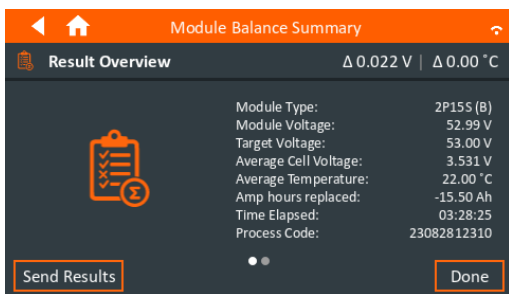 Module Balance Summary
Result Overview Δ 0.022 V | Δ 0.00 ˚C
Module Type: 2P15S (B)
Module Voltage: 52.99 V
Target Voltage: 53.00 V
Average Cell Voltage: 3.531 V
Average Temperature: 22.00 ˚C
Amp hours replaced: -15.50 Ah
Time Elapsed: 03:28:25
Process Code: 23082812310
Σ
Send Results Done